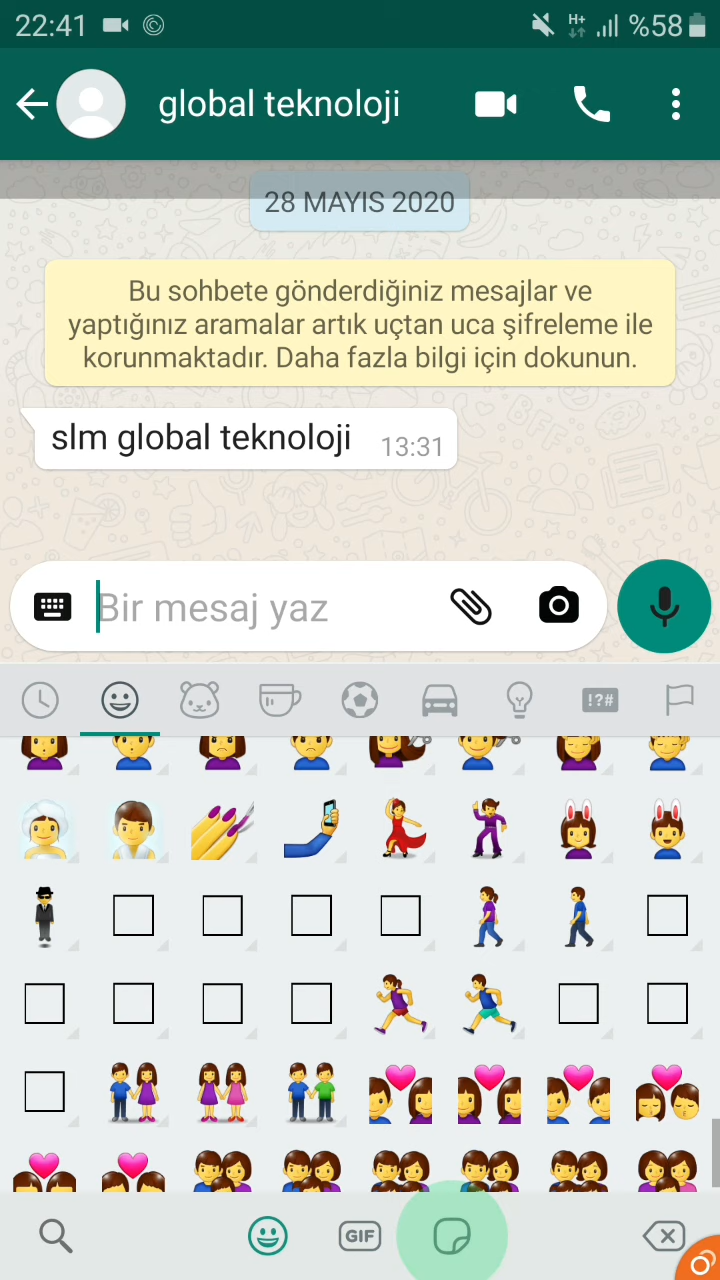 22:41
H+
%58
global teknoloji
28 MAYIS 2020
Bu sohbete gönderdiğiniz mesajlar ve
yaptığınız aramalar artık uçtan uca şifreleme ile
korunmaktadır. Daha fazla bilgi için dokunun.
slm global teknoloji 13:31
Bir mesaj yaz
!?#
GIF